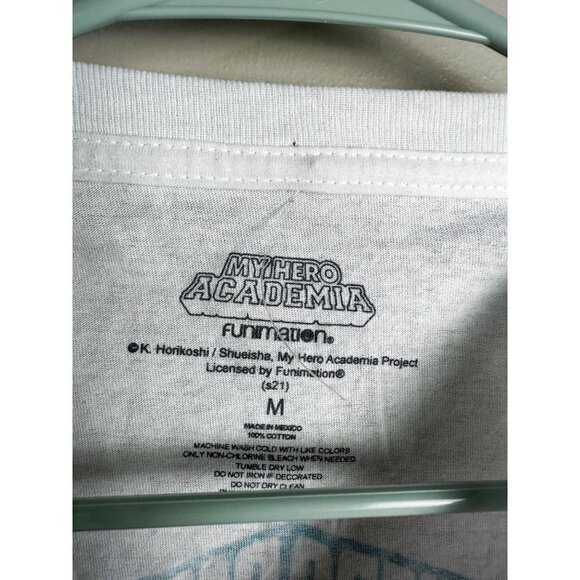 MY HERO
ACADEMIA
FUNIMATION®
©K. Horikoshi / Shueisha, My Hero Academia Project
Licensed by Funimation®
(s21)
M
MADE IN MEXICO
100% COTTON
MACHINE WASH COLD WITH LIKE COLORS
ONLY NON-CHLORINE BLEACH WHEN NEEDED
TUMBLE DRY LOW
DO NOT IRON IF DECORATED
DO NOT DRY CLEAN